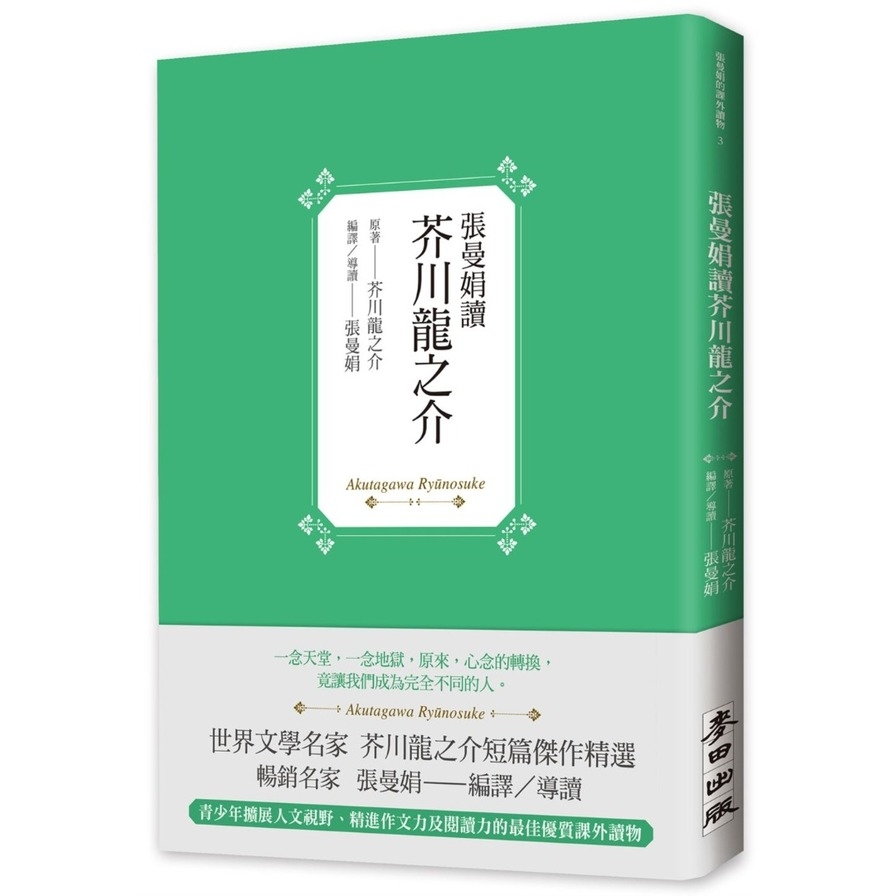 張曼娟讀
芥川龍之介
原著──芥川龍之介
編譯／導讀──張曼娟
Akutagawa Ryūnosuke
一念天堂，一念地獄，原來，心念的轉換，
竟讓我們成為完全不同的人。
Akutagawa Ryūnosuke
世界文學名家 芥川龍之介短篇傑作精選
暢銷名家 張曼娟──編譯／導讀
青少年擴展人文視野、精進作文力及閱讀力的最佳優質課外讀物
張曼娟的課外讀物 3
張曼娟讀芥川龍之介
原著──芥川龍之介
編譯／導讀──張曼娟
麥田出版